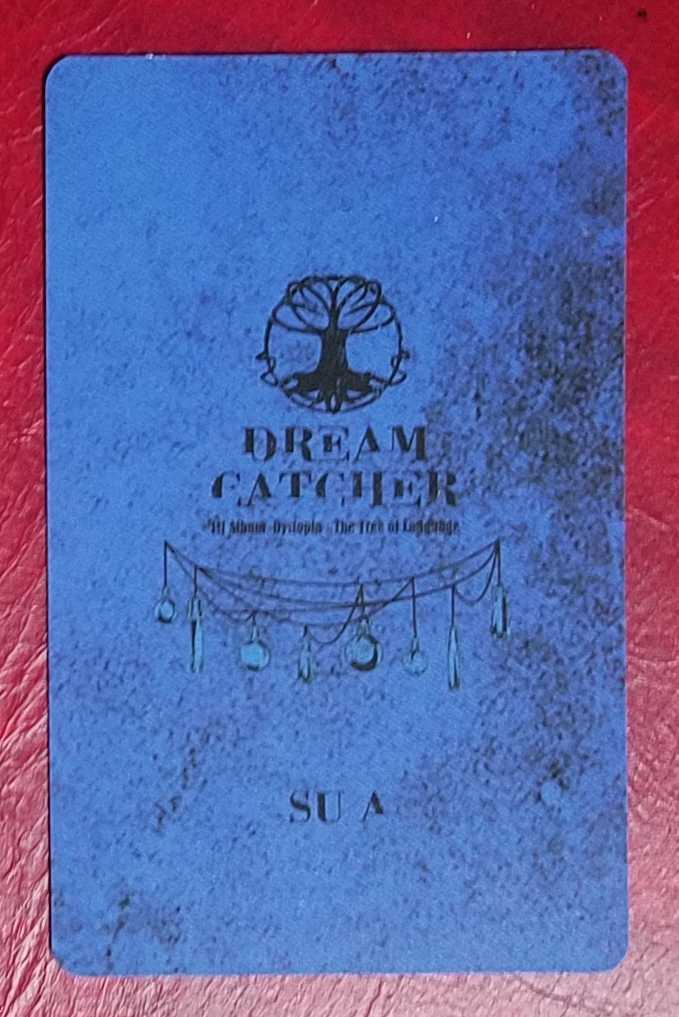 DREAM
CATCHER
1st Album Dystopia : The Tree of Language
SU A